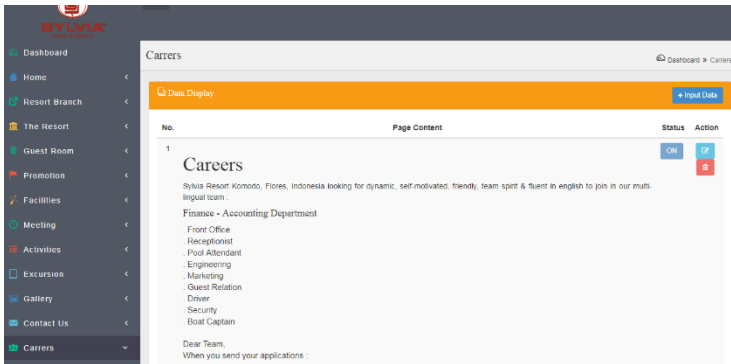 SYLVIA
Dashboard
Home
Resort Branch
The Resort
Guest Room
Promotion
Facilities
Meeting
Activities
Excursion
Gallery
Contact Us
Carrers
Carrers
Dashboard » Carrers
Data Display
+ Input Data
No. Page Content Status Action
1
ON
Careers
Sylvia Resort Komodo, Flores, Indonesia looking for dynamic, self-motivated, friendly, team spirit & fluent in english to join in our multi-
lingual team :
Finance - Accounting Department
. Front Office
. Receptionist
. Pool Attendant
. Engineering
. Marketing
. Guest Relation
. Driver
. Security
. Boat Captain
Dear Team,
When you send your applications :